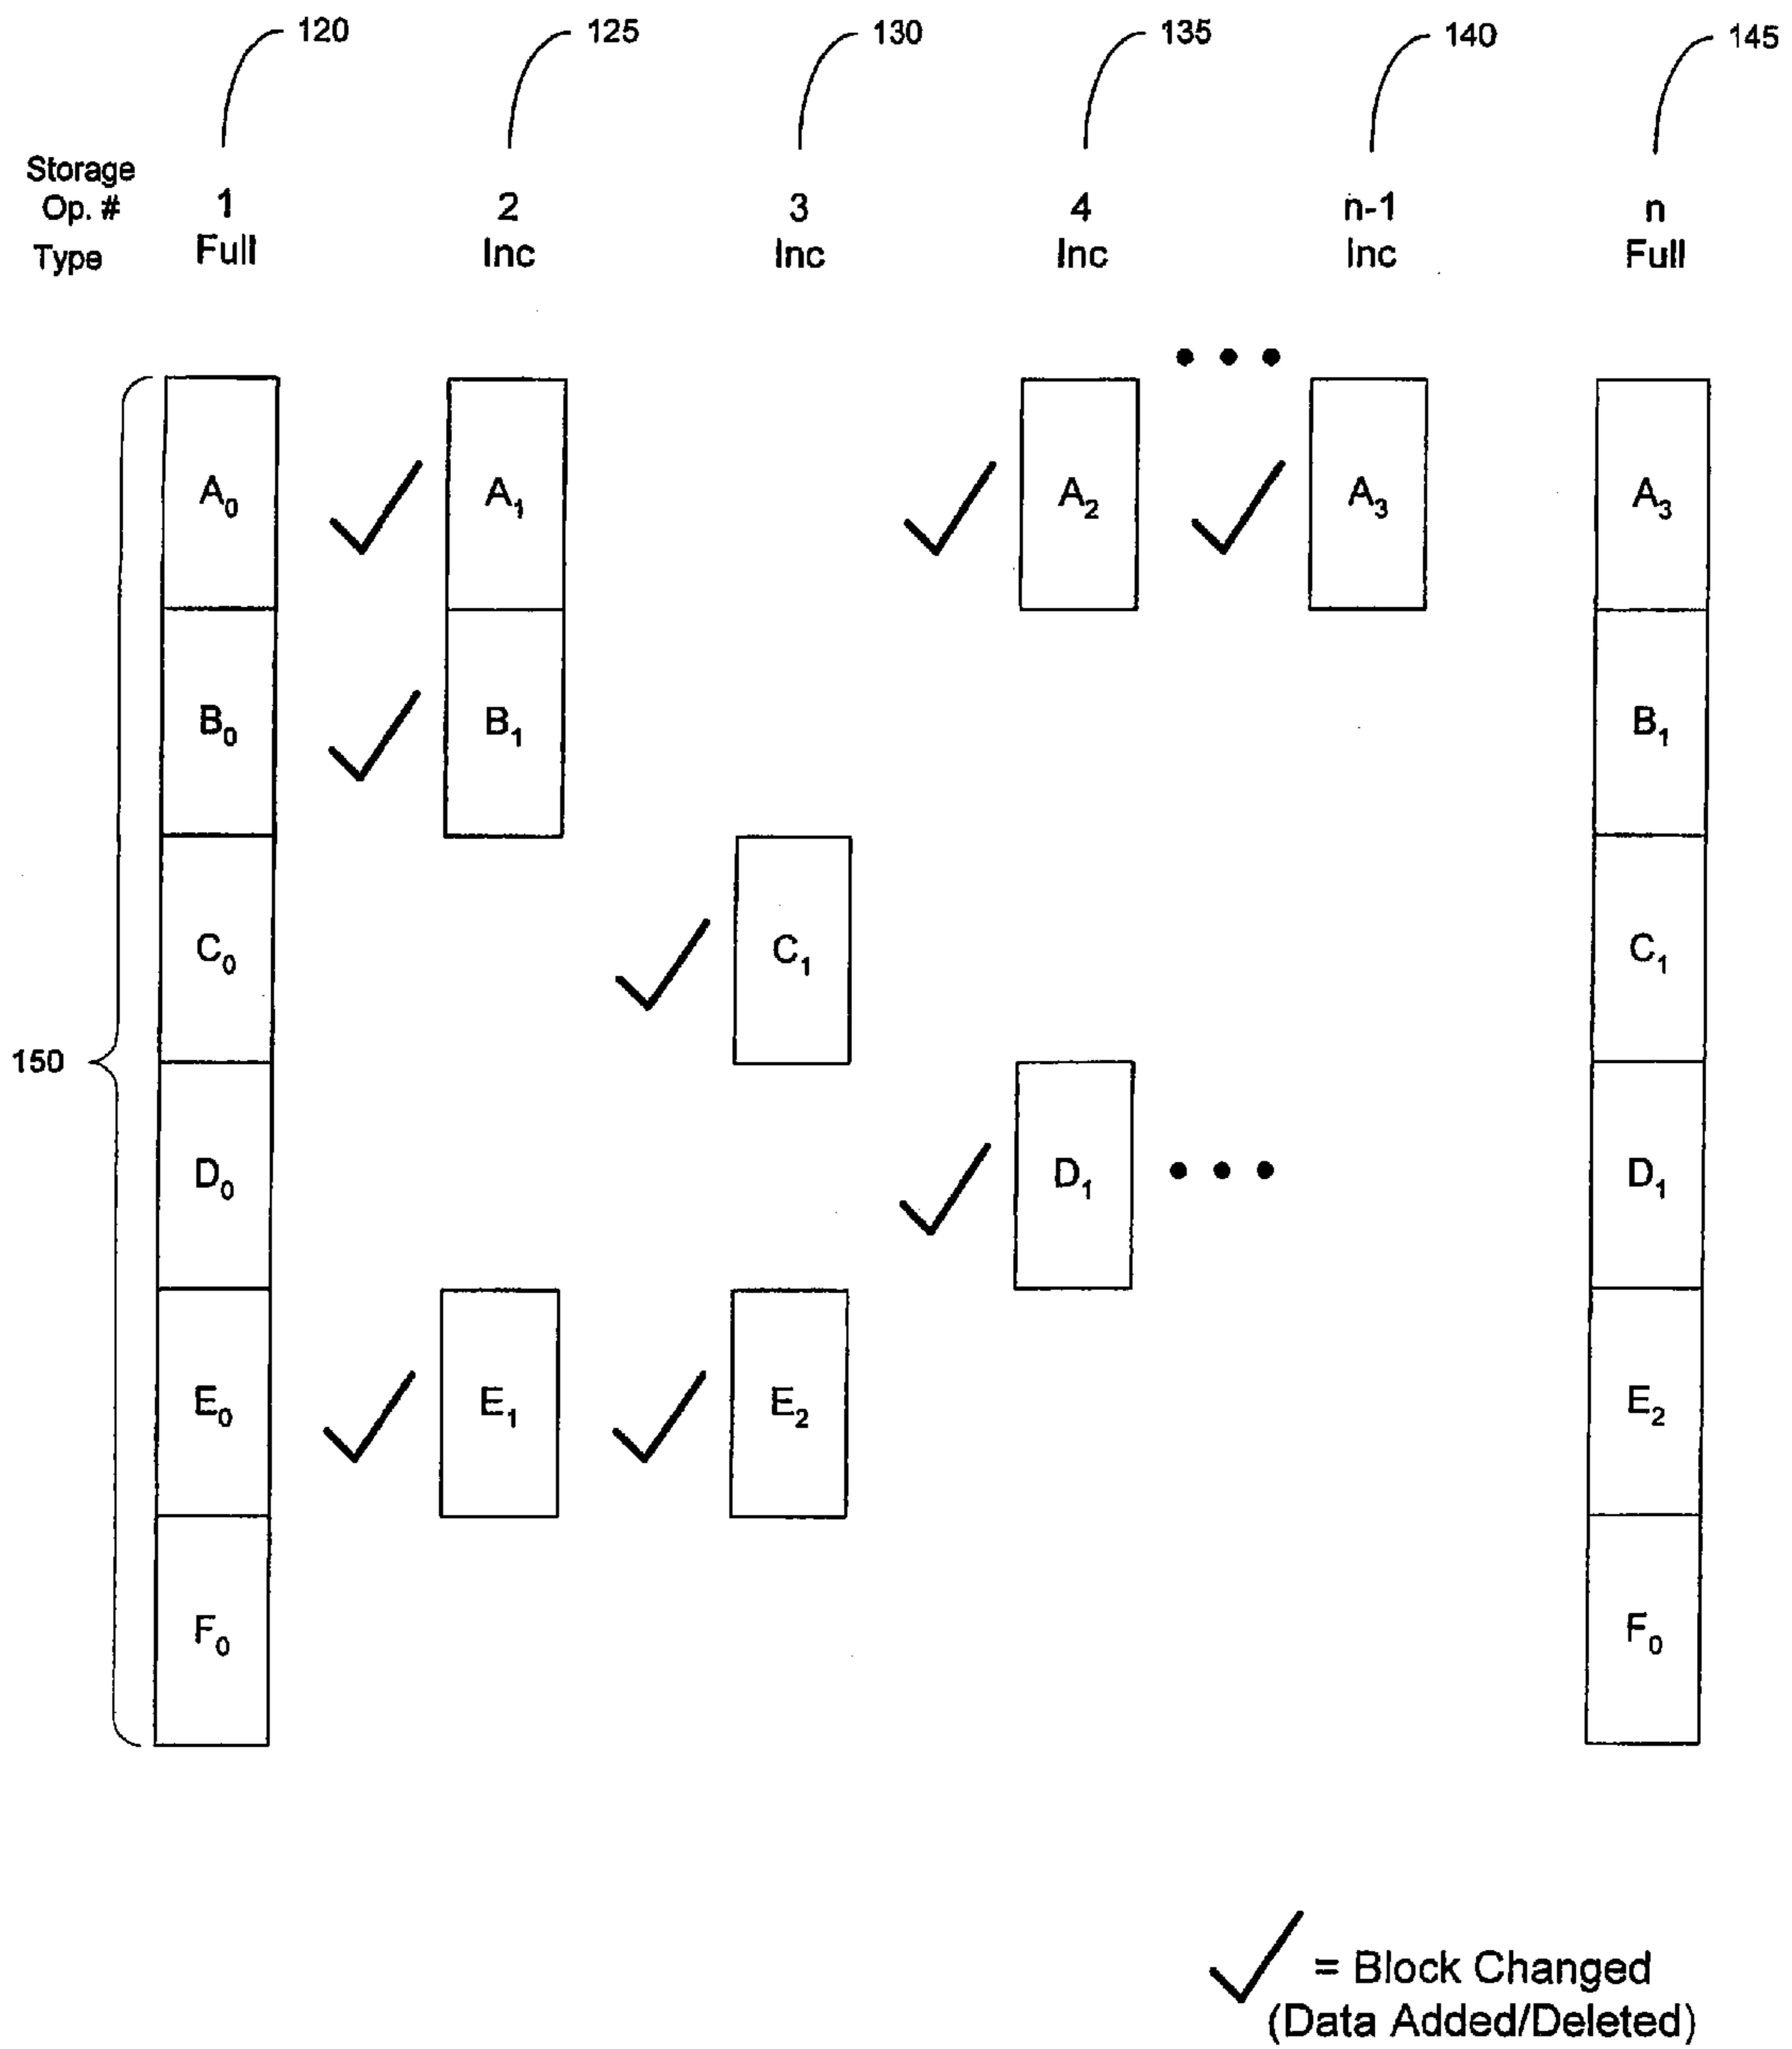 120 125 130 135 140 145
Storage
Op. # 1 2 3 4 n-1 n
Type Full Inc Inc Inc Inc Full
A0 A1 A2 A3 A3
B0 B1 B1
C0 C1 C1
150
D0 D1 D1
E0 E1 E2 E2
F0 F0
= Block Changed
(Data Added/Deleted)